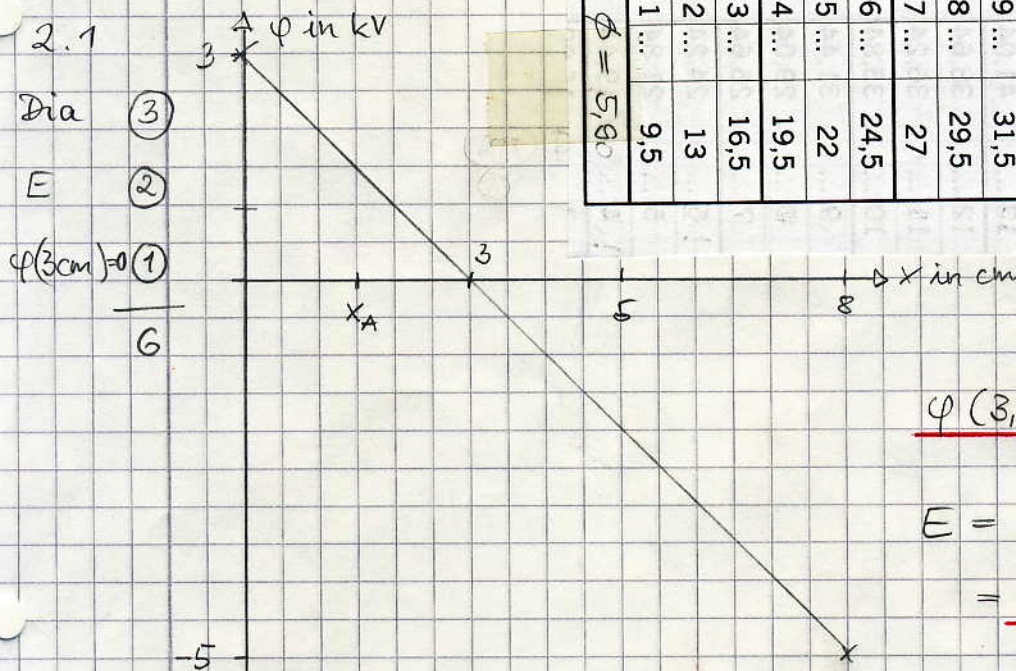 2.1
φ in kV
3
Dia ③
E ②
φ(3cm)=0 ①
6
3
x_A
5
8
x in cm
-5
φ(3,
E =
=
Ø = 5,80
1 ... 9,5
2 ... 13
3 ... 16,5
4 ... 19,5
5 ... 22
6 ... 24,5
7 ... 27
8 ... 29,5
9 ... 31,5